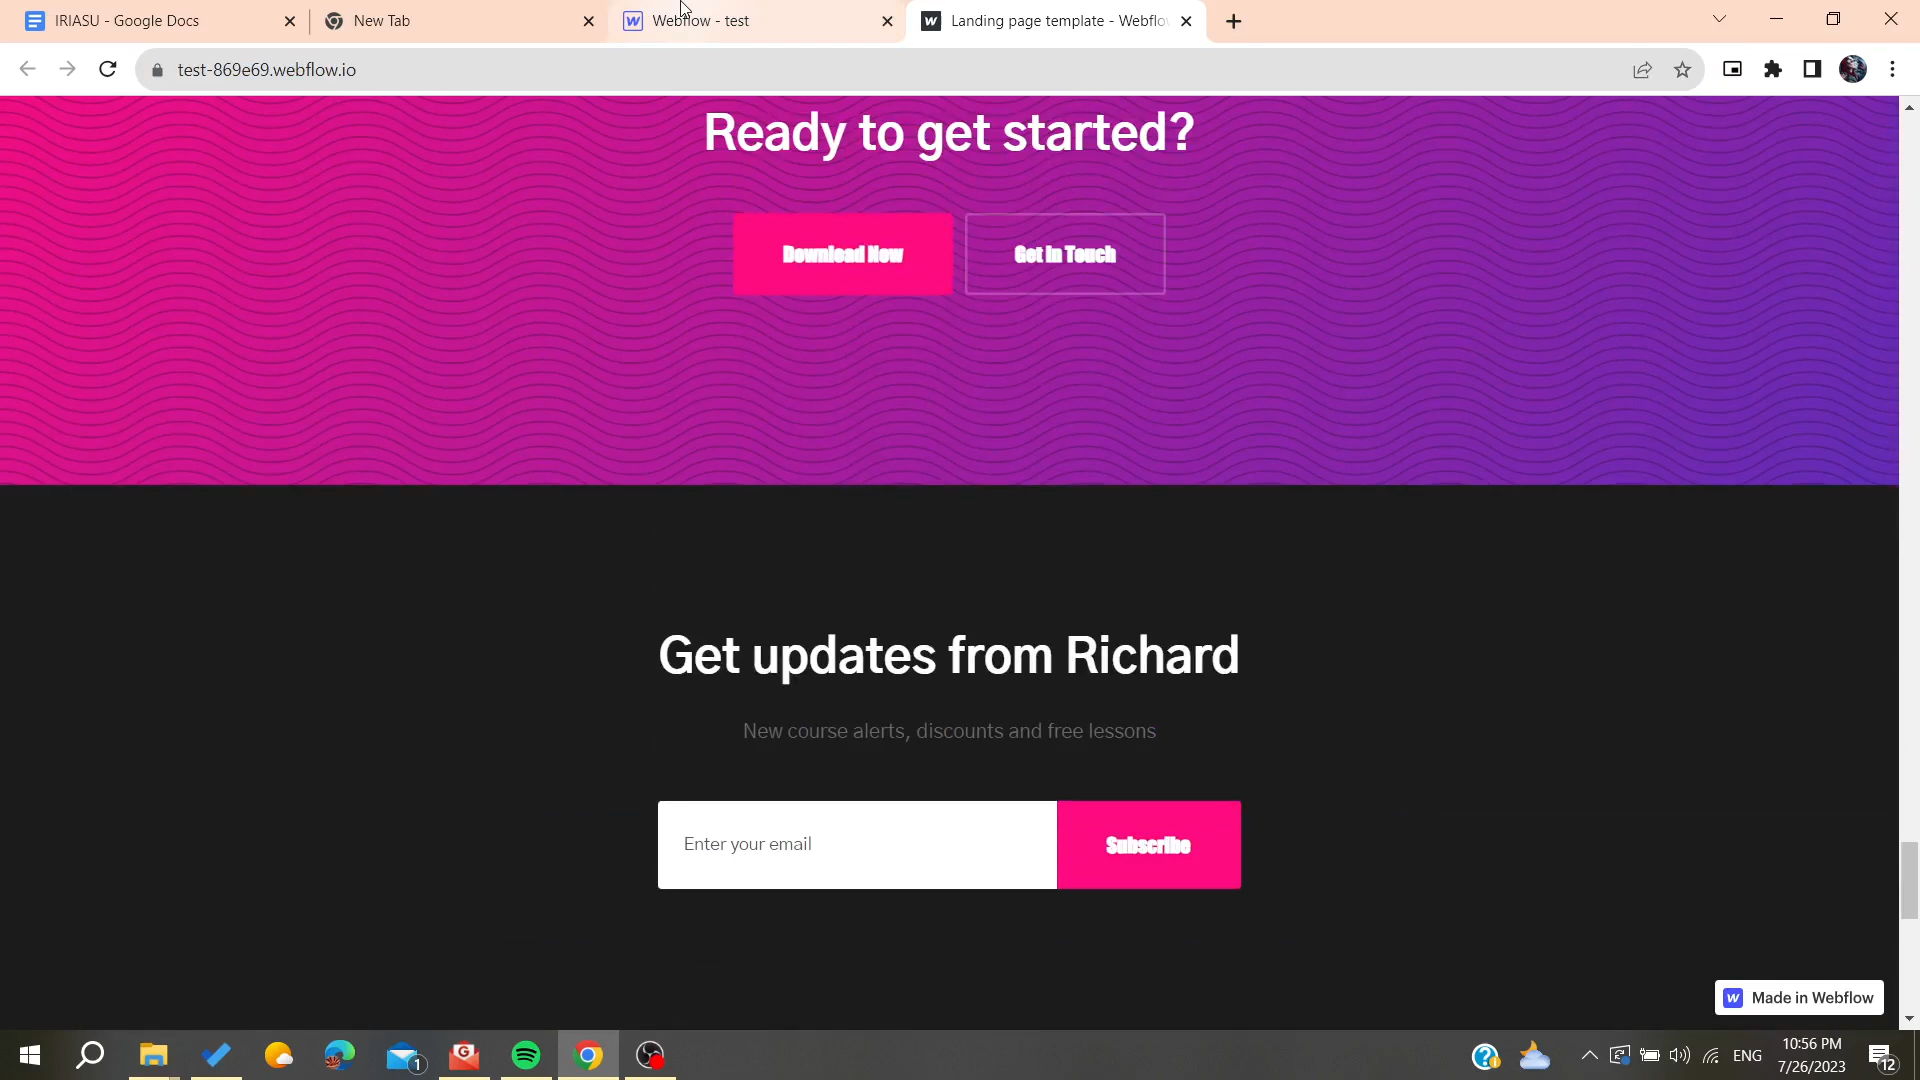 IRIASU - Google Docs
New Tab
Webflow - test
Landing page template - Webflo
test-869e69.webflow.io
Ready to get started?
Download Now
Get In Touch
Get updates from Richard
New course alerts, discounts and free lessons
Enter your email
Subscribe
Made in Webflow
1
ENG
10:56 PM
7/26/2023
12